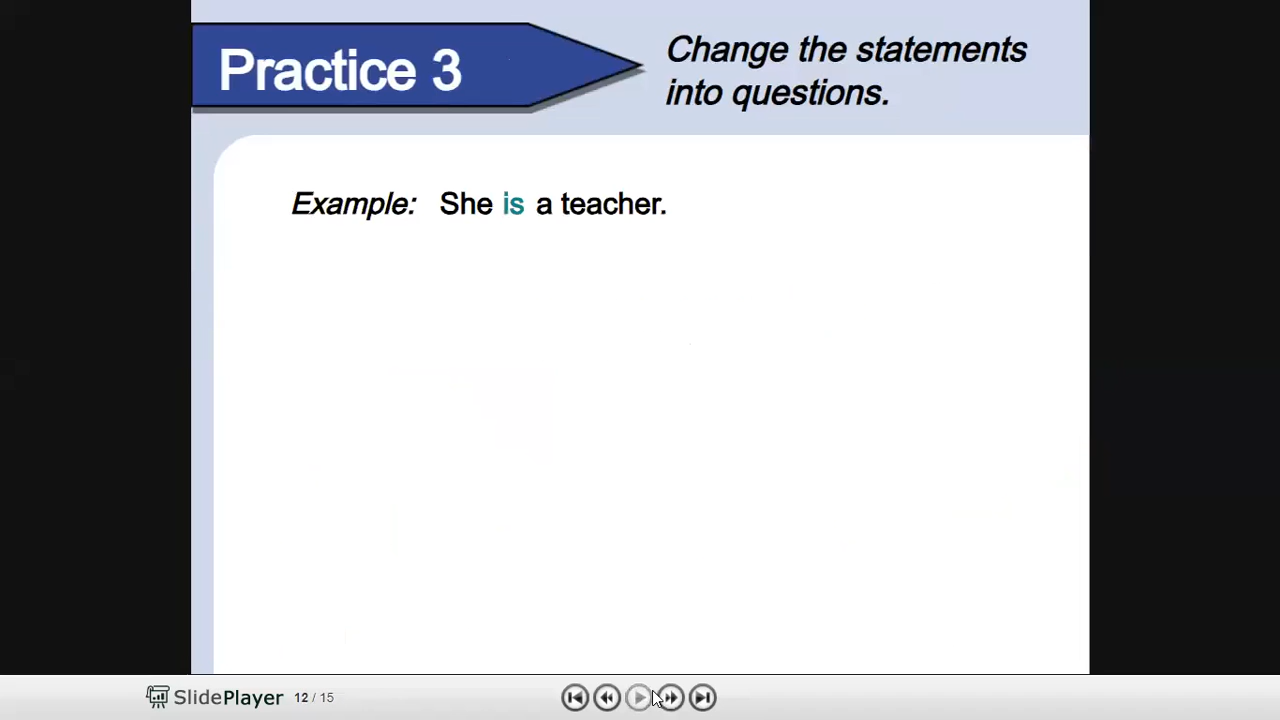 Practice 3
Change the statements
into questions.
Example: She is a teacher.
SlidePlayer 12 / 15